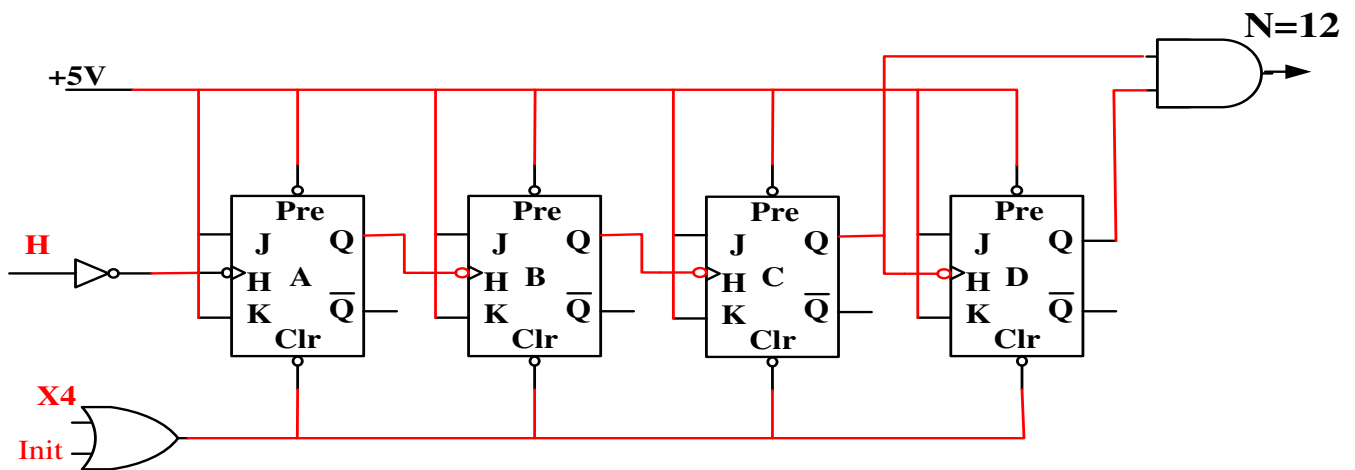 N=12
+5V
Pre Pre Pre Pre
J Q J Q J Q J Q
H
H A H B H C H D
K Q̅ K Q̅ K Q̅ K Q̅
Clr Clr Clr Clr
X4
Init